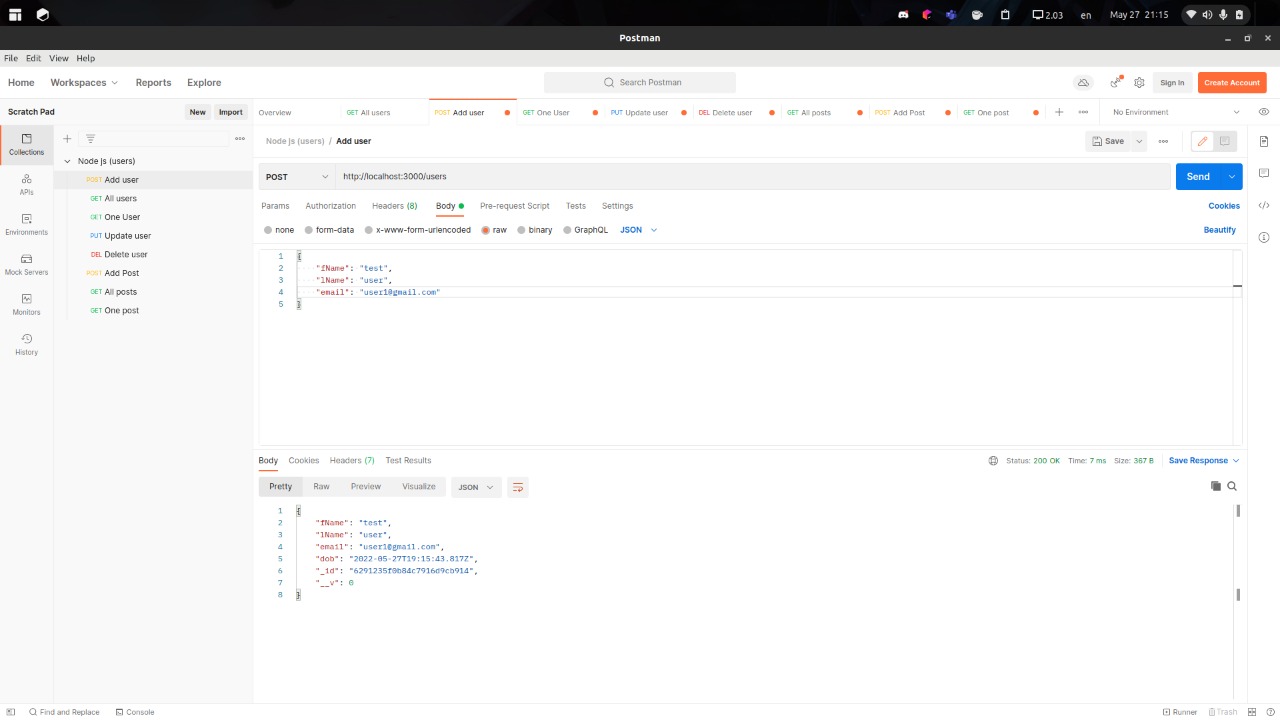 2.03 en May 27 21:15
Postman
File Edit View Help
Home Workspaces Reports Explore Search Postman Sign In Create Account
Scratch Pad New Import
Overview GET All users POST Add user GET One User PUT Update user DEL Delete user GET All posts POST Add Post GET One post No Environment
Collections
APIs
Environments
Mock Servers
Monitors
History
Node js (users)
POST Add user
GET All users
GET One User
PUT Update user
DEL Delete user
POST Add Post
GET All posts
GET One post
Node js (users) / Add user Save
POST http://localhost:3000/users Send
Params Authorization Headers (8) Body Pre-request Script Tests Settings Cookies
none form-data x-www-form-urlencoded raw binary GraphQL JSON Beautify
1 {
2 "fName": "test",
3 "lName": "user",
4 "email": "user1@gmail.com"
5 }
Body Cookies Headers (7) Test Results Status: 200 OK Time: 7 ms Size: 367 B Save Response
Pretty Raw Preview Visualize JSON
1 {
2 "fName": "test",
3 "lName": "user",
4 "email": "user1@gmail.com",
5 "dob": "2022-05-27T19:15:43.817Z",
6 "_id": "6291235f0b84c7916d9cb914",
7 "__v": 0
8 }
Find and Replace Console Runner Trash